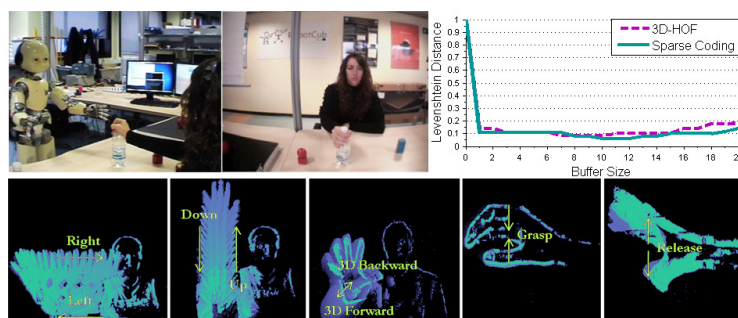 RobotCub
1
0.9
0.8
0.7
0.6
0.5
0.4
0.3
0.2
0.1
0
Levenshtein Distance
3D-HOF
Sparse Coding
0 2 4 6 8 10 12 14 16 18 20
Buffer Size
Right
Left
Down
Up
3D Backward
3D Forward
Grasp
Release